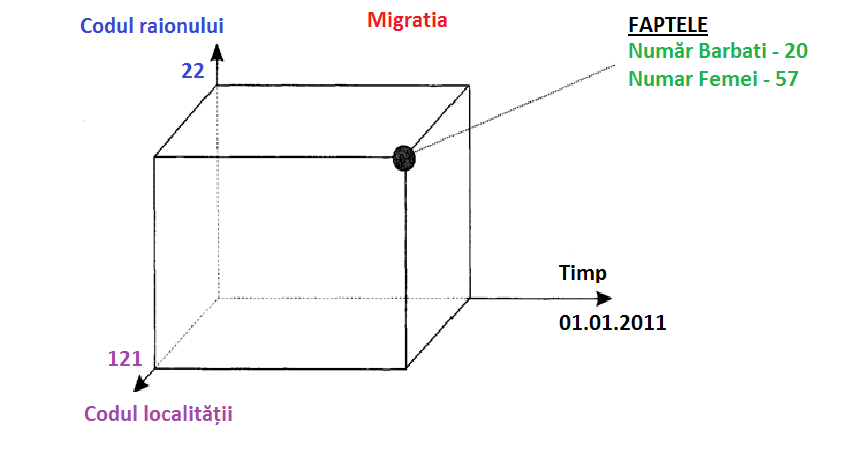 Migratia
Codul raionului
22
FAPTELE
Număr Barbati - 20
Numar Femei - 57
Timp
01.01.2011
121
Codul localității